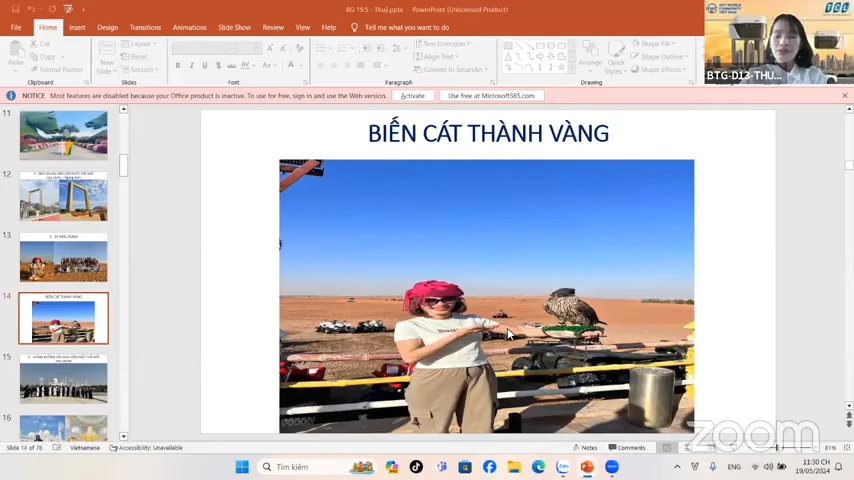 BG 19.5 - Thuỷ.pptx - PowerPoint (Unlicensed Product)
File Home Insert Design Transitions Animations Slide Show Review View Help Tell me what you want to do
Cut
Copy
Format Painter
Clipboard
New Slide
Layout
Reset
Section
Slides
Font
Text Direction
Align Text
Convert to SmartArt
Paragraph
Arrange
Quick Styles
Shape Fill
Shape Outline
Shape Effects
Drawing
BTG-D13-THU...
NOTICE Most features are disabled because your Office product is inactive. To use for free, sign in and use the Web version. Activate Use free at Microsoft365.com
11
12
13
14
BIẾN CÁT THÀNH VÀNG
15
16
BIẾN CÁT THÀNH VÀNG
zoom
Slide 14 of 78 Vietnamese Accessibility: Unavailable Notes Comments 81%
Tìm kiếm
ENG
11:30 CH
19/05/2024